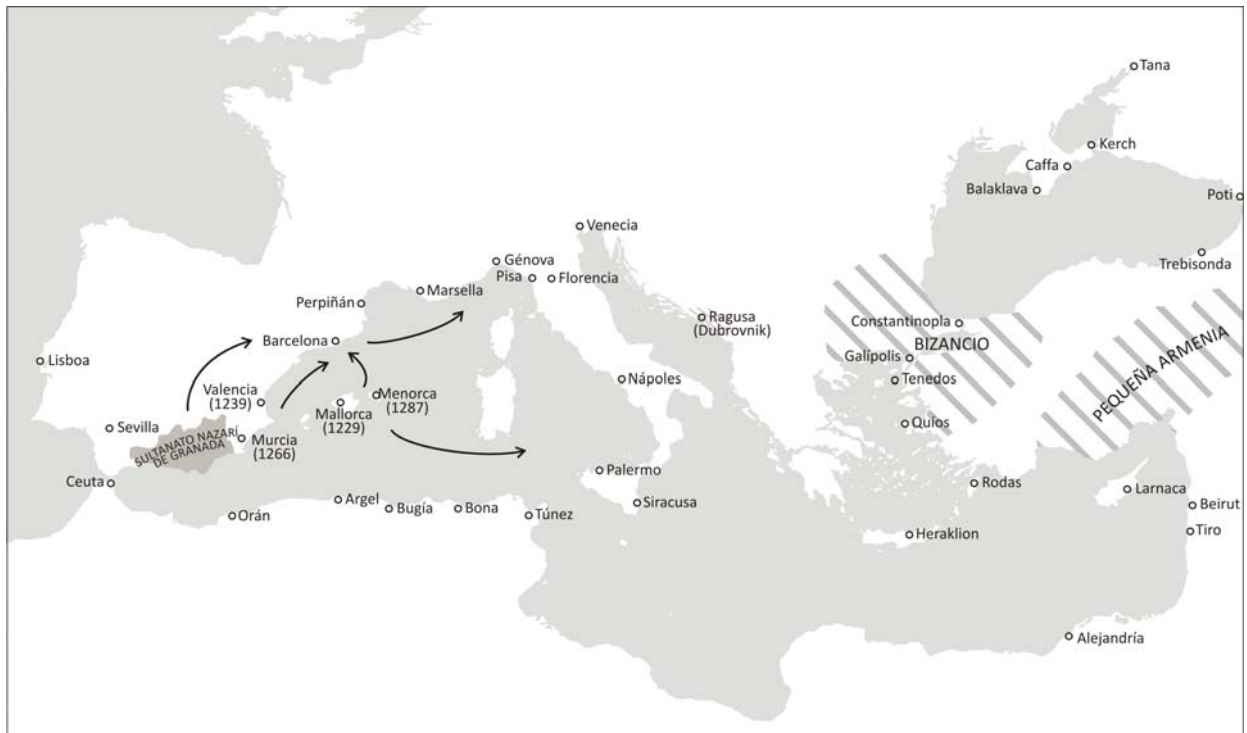 Tana
Kerch
Caffa
Balaklava
Poti
Trebisonda
Venecia
Génova
Pisa
Florencia
Marsella
Perpiñán
Ragusa
(Dubrovnik)
Constantinopla
BIZANCIO
Galípolis
Tenedos
Quíos
PEQUEÑA ARMENIA
Barcelona
Lisboa
Valencia
(1239)
Mallorca
(1229)
Menorca
(1287)
Nápoles
Sevilla
SULTANATO NAZARÍ
DE GRANADA
Murcia
(1266)
Ceuta
Orán
Argel
Bugía
Bona
Túnez
Palermo
Siracusa
Rodas
Larnaca
Beirut
Tiro
Heraklion
Alejandría